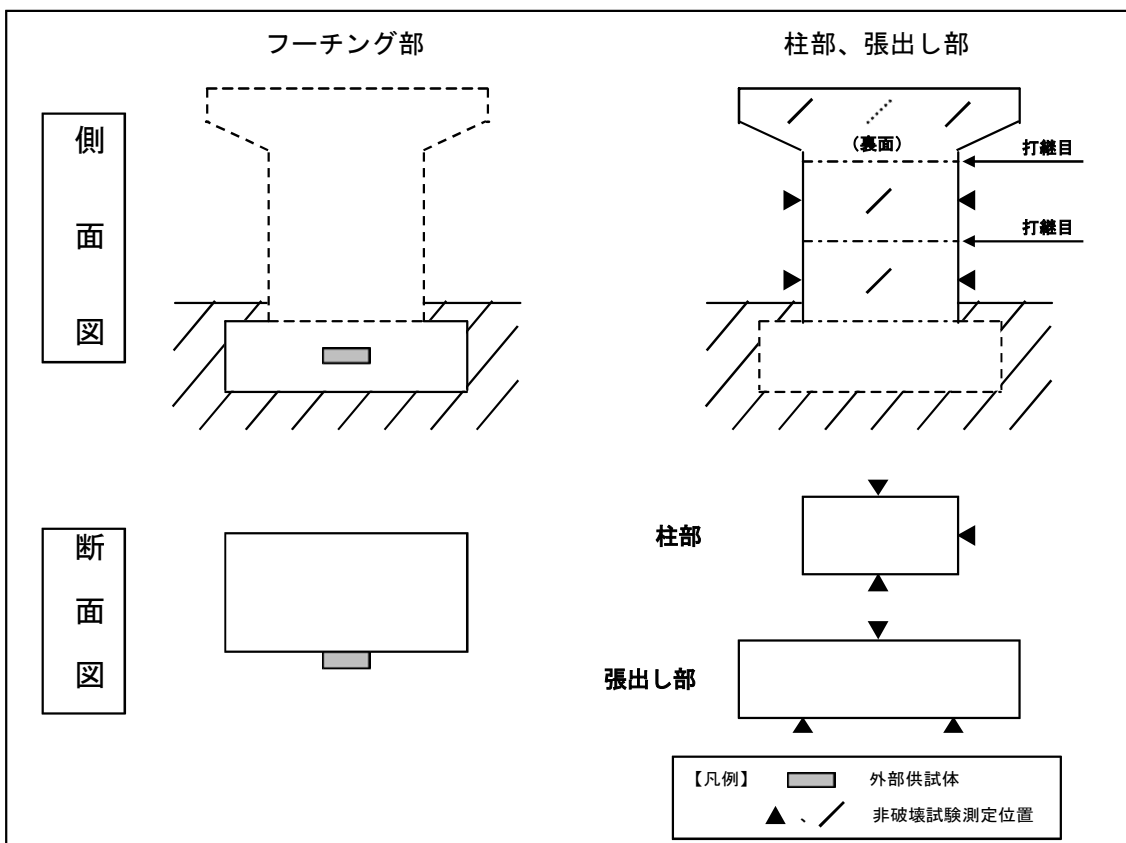 フーチング部
柱部、張出し部
側面図
(裏面)
打継目
打継目
断面図
柱部
張出し部
【凡例】 外部供試体
、 非破壊試験測定位置